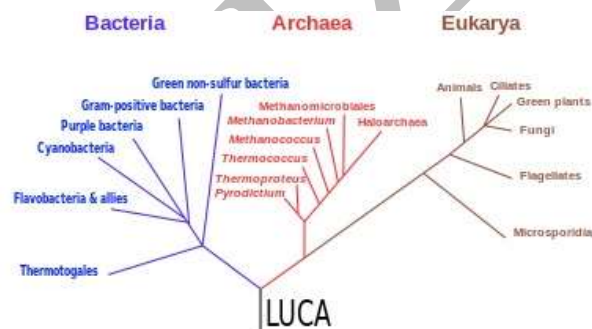 Bacteria
Archaea
Eukarya
Green non-sulfur bacteria
Gram-positive bacteria
Purple bacteria
Cyanobacteria
Flavobacteria & allies
Thermotogales
Methanomicrobiales
Methanobacterium
Haloarchaea
Methanococcus
Thermococcus
Thermoproteus
Pyrodictium
Animals
Ciliates
Green plants
Fungi
Flagellates
Microsporidia
LUCA